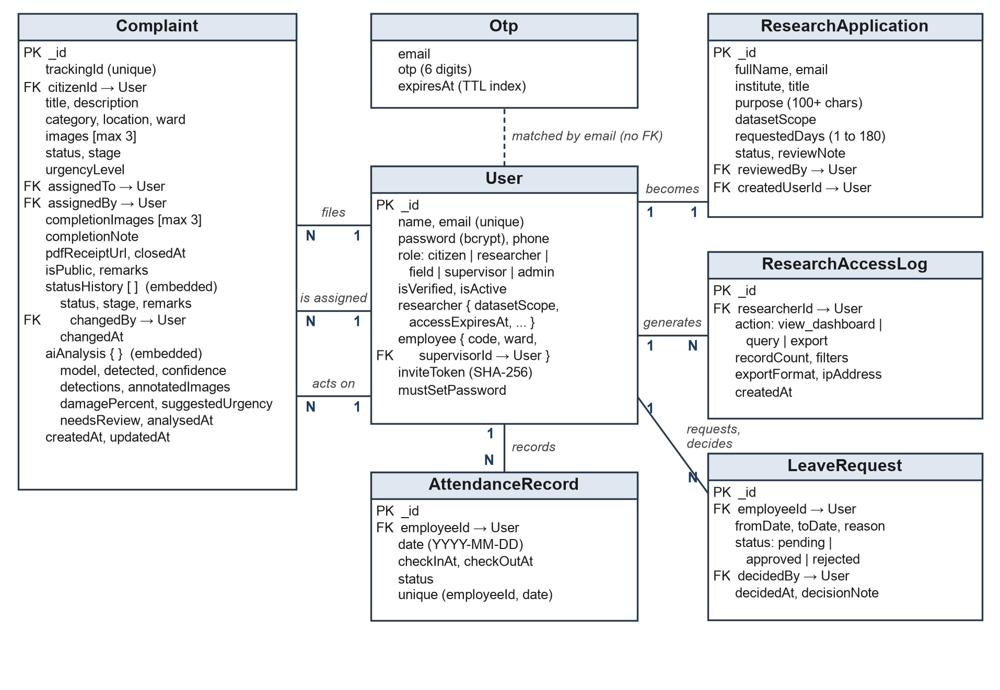 Complaint
PK _id
trackingId (unique)
FK citizenId → User
title, description
category, location, ward
images [max 3]
status, stage
urgencyLevel
FK assignedTo → User
FK assignedBy → User
completionImages [max 3]
completionNote
pdfReceiptUrl, closedAt
isPublic, remarks
statusHistory [ ] (embedded)
status, stage, remarks
FK changedBy → User
changedAt
aiAnalysis { } (embedded)
model, detected, confidence
detections, annotatedImages
damagePercent, suggestedUrgency
needsReview, analysedAt
createdAt, updatedAt
files
N 1
is assigned
N 1
acts on
N 1
Otp
email
otp (6 digits)
expiresAt (TTL index)
matched by email (no FK)
User
PK _id
name, email (unique)
password (bcrypt), phone
role: citizen | researcher |
field | supervisor | admin
isVerified, isActive
researcher { datasetScope,
accessExpiresAt, ... }
employee { code, ward,
FK supervisorId → User }
inviteToken (SHA-256)
mustSetPassword
1
records
N
AttendanceRecord
PK _id
FK employeeId → User
date (YYYY-MM-DD)
checkInAt, checkOutAt
status
unique (employeeId, date)
becomes
1 1
generates
1 N
1
requests,
decides
N
ResearchApplication
PK _id
fullName, email
institute, title
purpose (100+ chars)
datasetScope
requestedDays (1 to 180)
status, reviewNote
FK reviewedBy → User
FK createdUserId → User
ResearchAccessLog
PK _id
FK researcherId → User
action: view_dashboard |
query | export
recordCount, filters
exportFormat, ipAddress
createdAt
LeaveRequest
PK _id
FK employeeId → User
fromDate, toDate, reason
status: pending |
approved | rejected
FK decidedBy → User
decidedAt, decisionNote